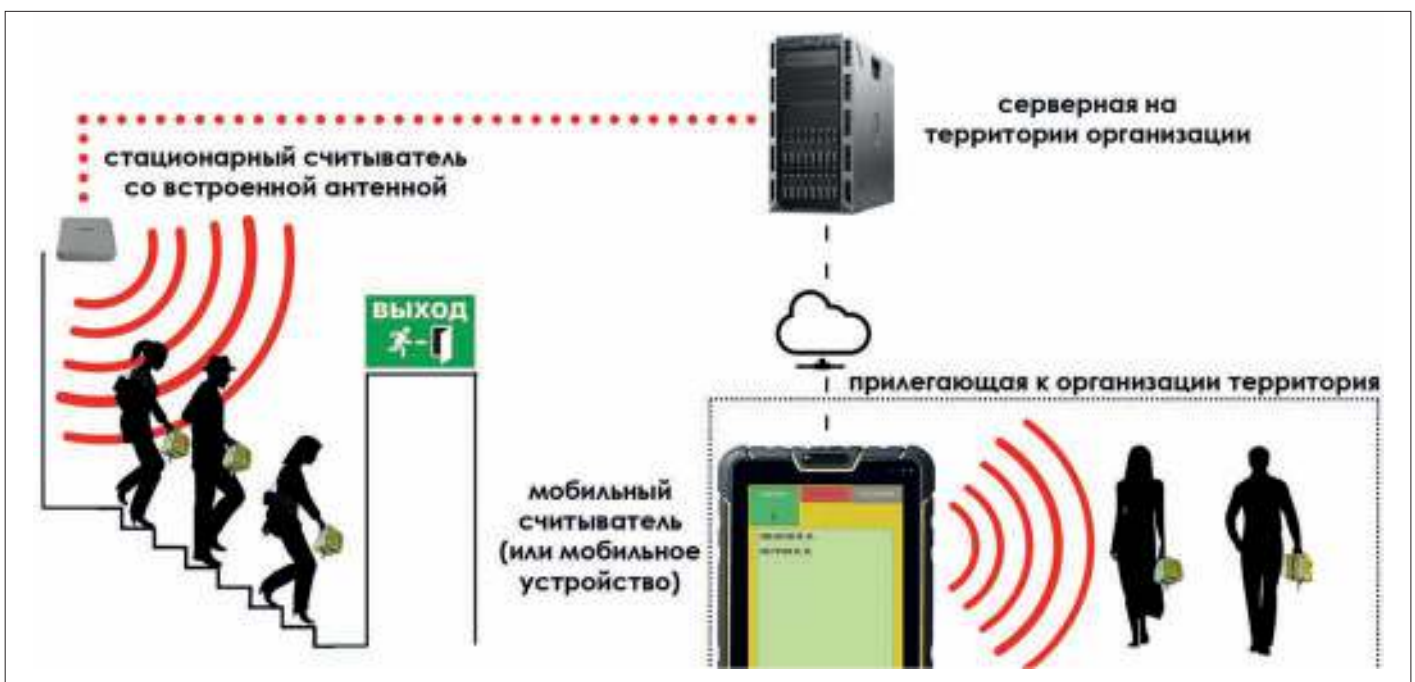 серверная на
территории организации
стационарный считыватель
со встроенной антенной
ВЫХОД
прилегающая к организации территория
мобильный
считыватель
(или мобильное
устройство)